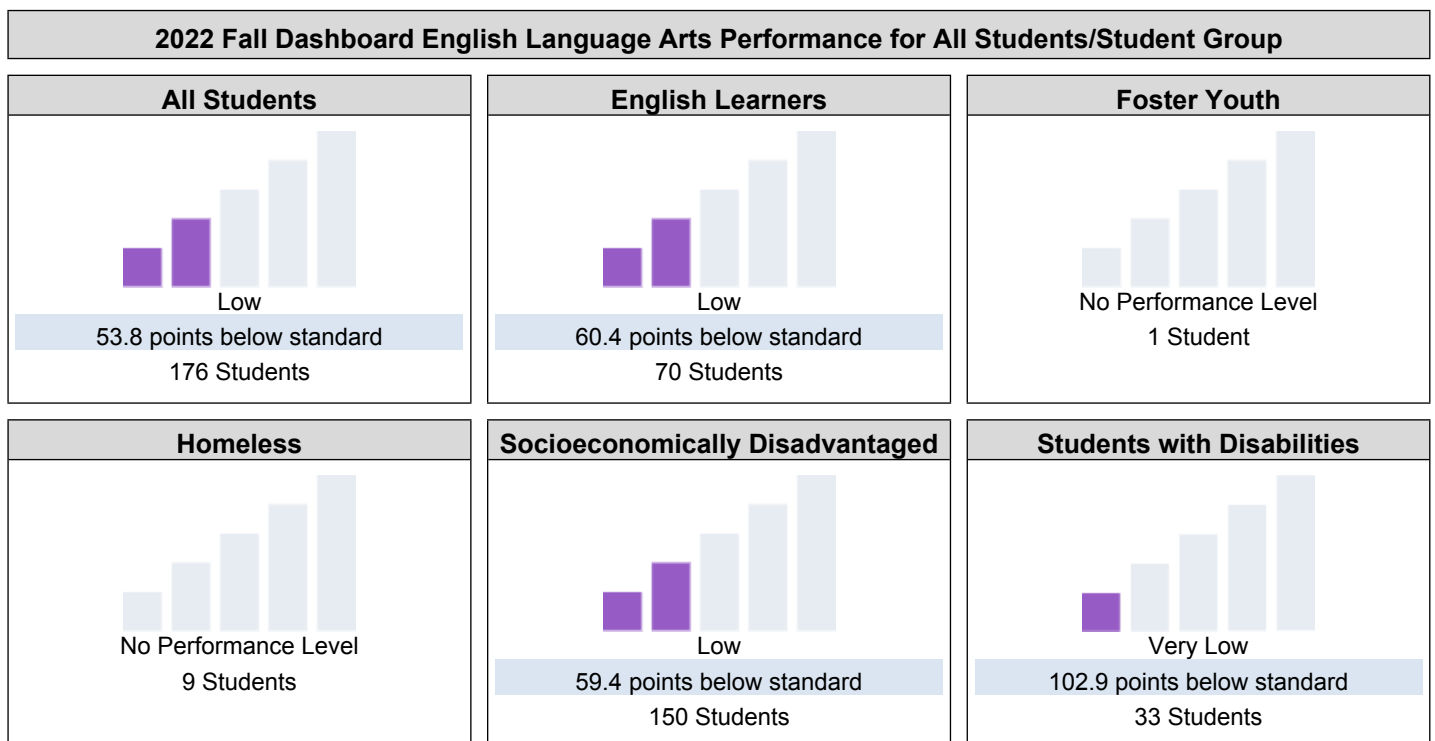 2022 Fall Dashboard English Language Arts Performance for All Students/Student Group
All Students
Low
53.8 points below standard
176 Students
English Learners
Low
60.4 points below standard
70 Students
Foster Youth
No Performance Level
1 Student
Homeless
No Performance Level
9 Students
Socioeconomically Disadvantaged
Low
59.4 points below standard
150 Students
Students with Disabilities
Very Low
102.9 points below standard
33 Students